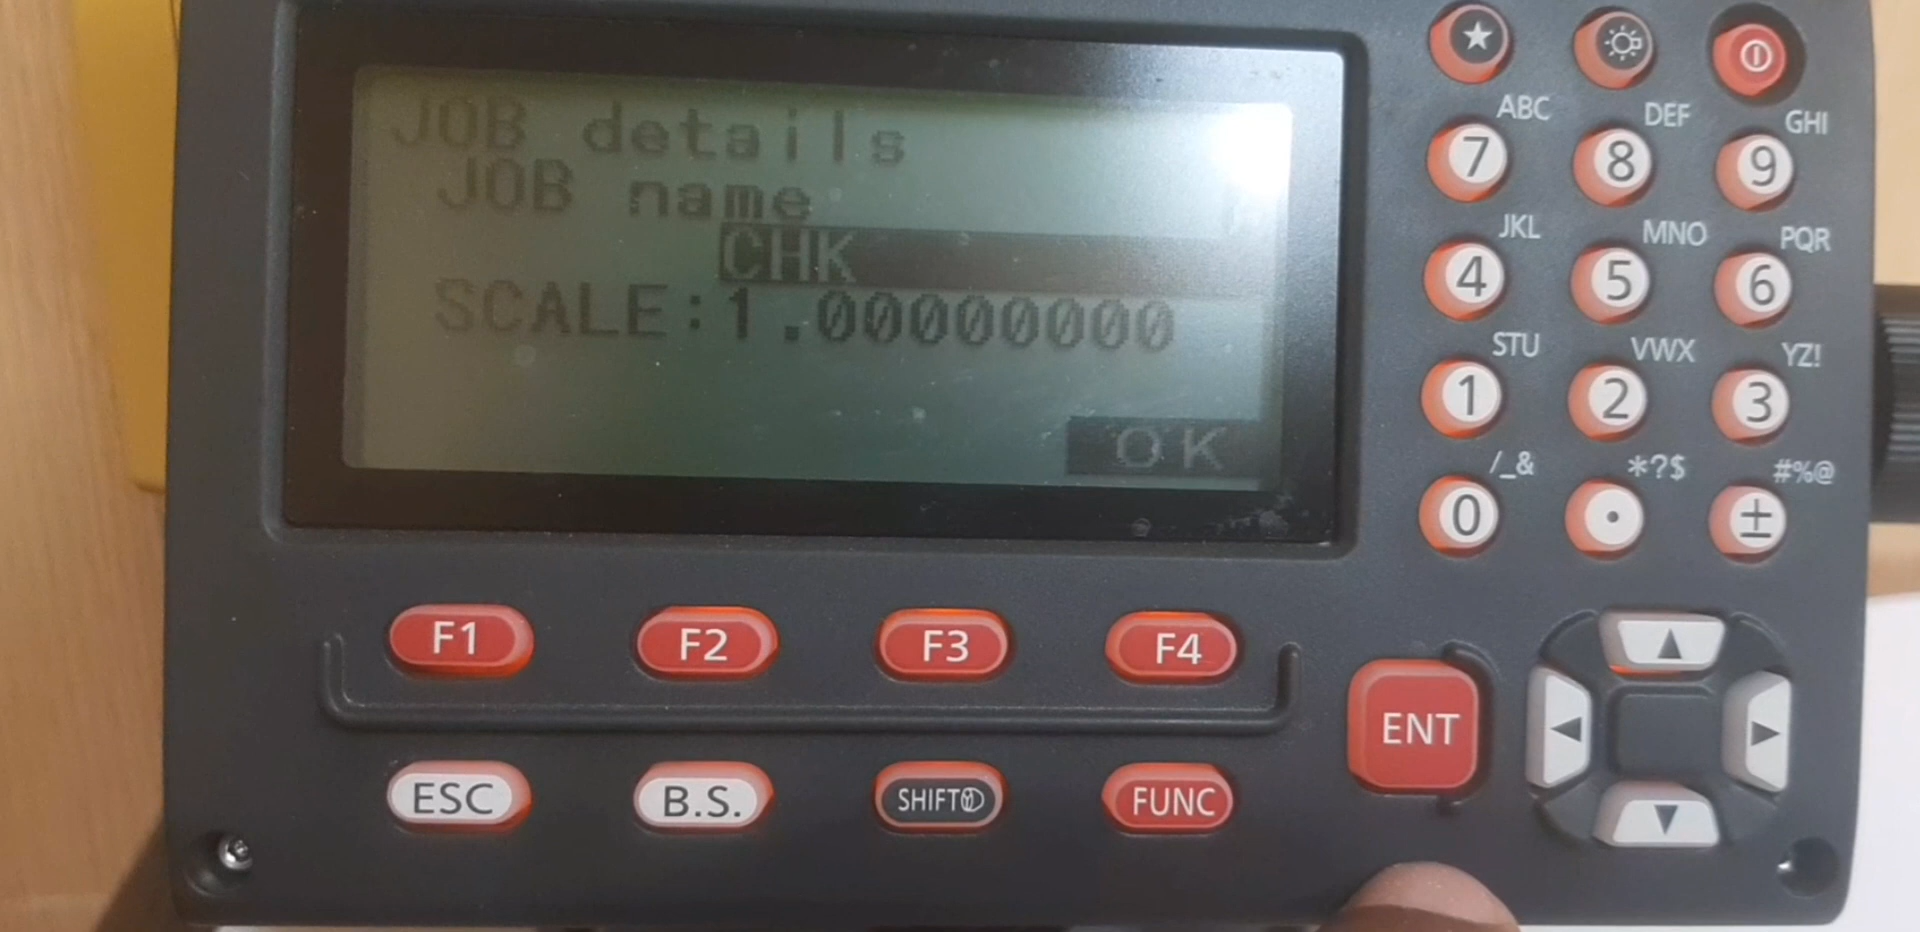 JOB details
JOB name
CHK
SCALE:1.00000000
OK
ABC
DEF
GHI
7
8
9
JKL
MNO
PQR
4
5
6
STU
VWX
YZ!
1
2
3
/_&
*?$
#%@
0
.
±
F1
F2
F3
F4
ENT
ESC
B.S.
SHIFT
FUNC